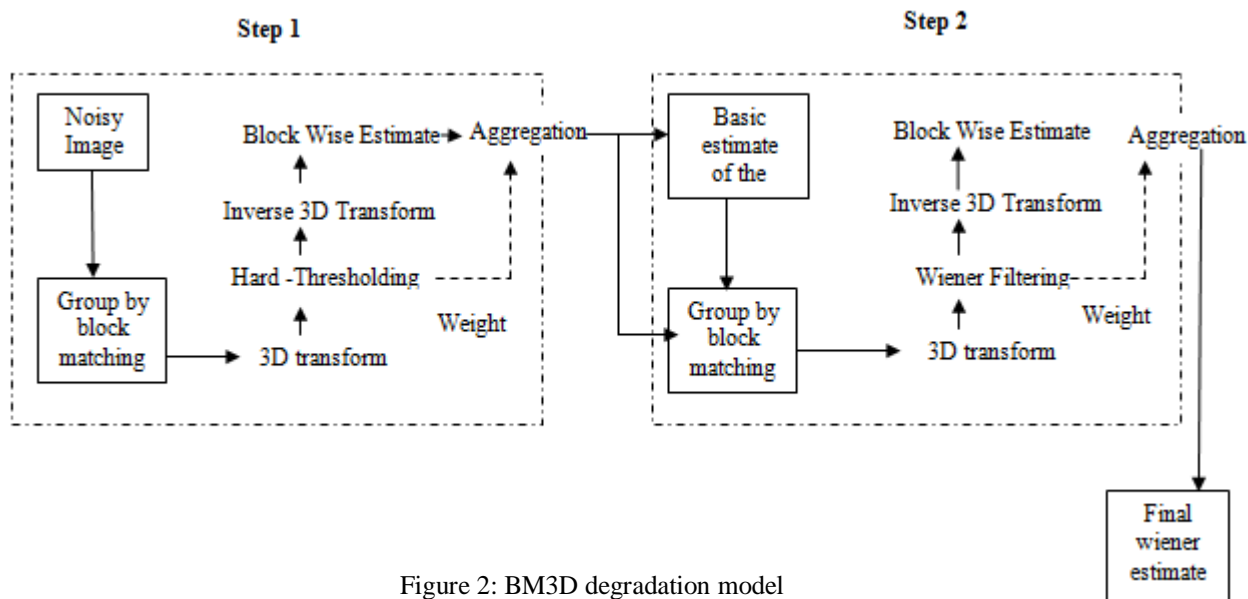 Step 1
Noisy
Image
Block Wise Estimate
Aggregation
Inverse 3D Transform
Hard -Thresholding
Group by
block
matching
Weight
3D transform
Step 2
Basic
estimate
of the
Block Wise Estimate
Aggregation
Inverse 3D Transform
Wiener Filtering
Group by
block
matching
Weight
3D transform
Final
wiener
estimate
Figure 2: BM3D degradation model